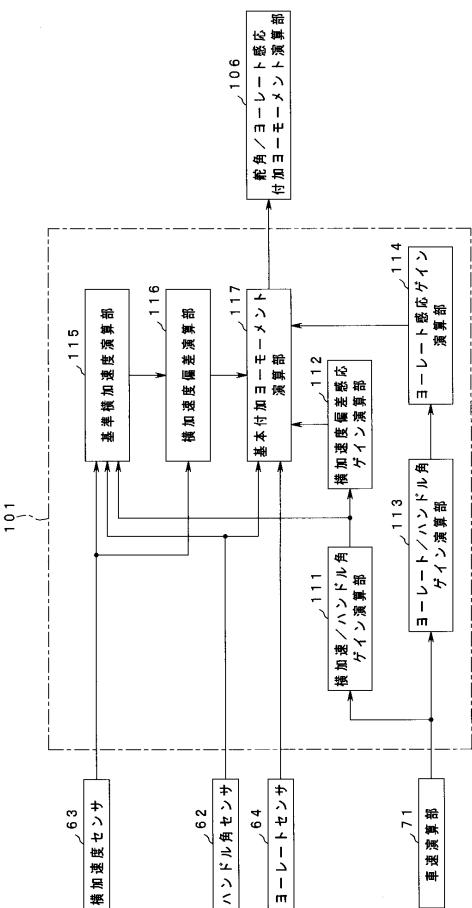 101
63
横加速度センサ
62
ハンドル角センサ
64
ヨーレートセンサ
71
車速演算部
115
基準横加速度演算部
116
横加速度偏差演算部
117
基本付加ヨーモーメント
演算部
111
横加速/ハンドル角
ゲイン演算部
112
横加速度偏差感応
ゲイン演算部
113
ヨーレート/ハンドル角
ゲイン演算部
114
ヨーレート感応ゲイン
演算部
106
舵角/ヨーレート感応
付加ヨーモーメント演算部